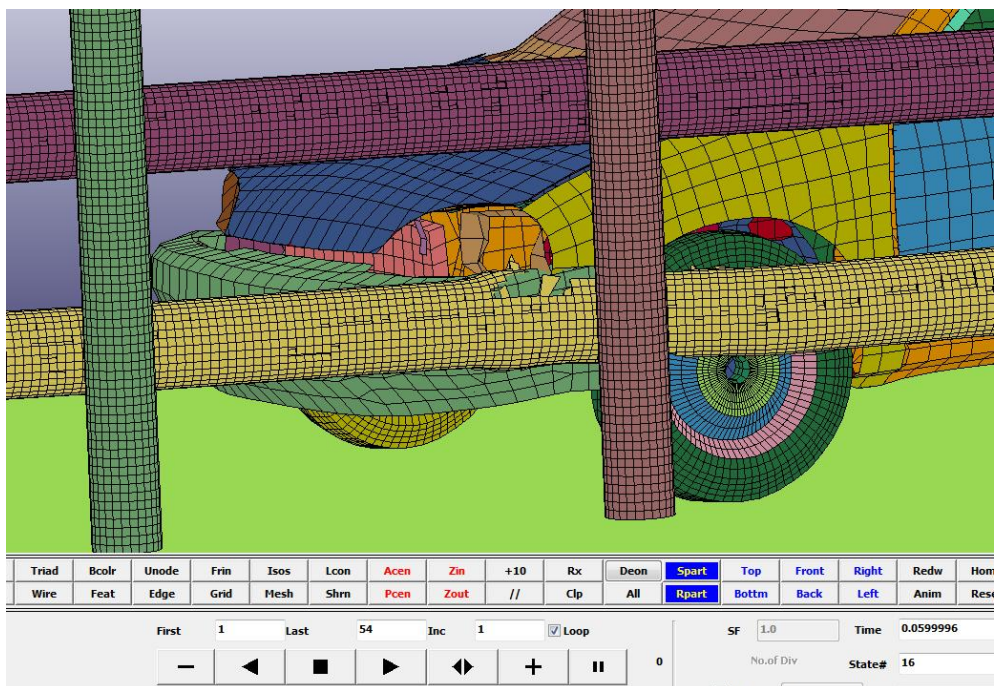 Triad Bcolr Unode Frin Isos Lcon Acen Zin +10 Rx Deon Spart Top Front Right Redw Hom
Wire Feat Edge Grid Mesh Shrn Pcen Zout // Clp All Rpart Bottm Back Left Anim Rese
First 1 Last 54 Inc 1 Loop SF 1.0 Time 0.0599996
0 No.of Div State# 16